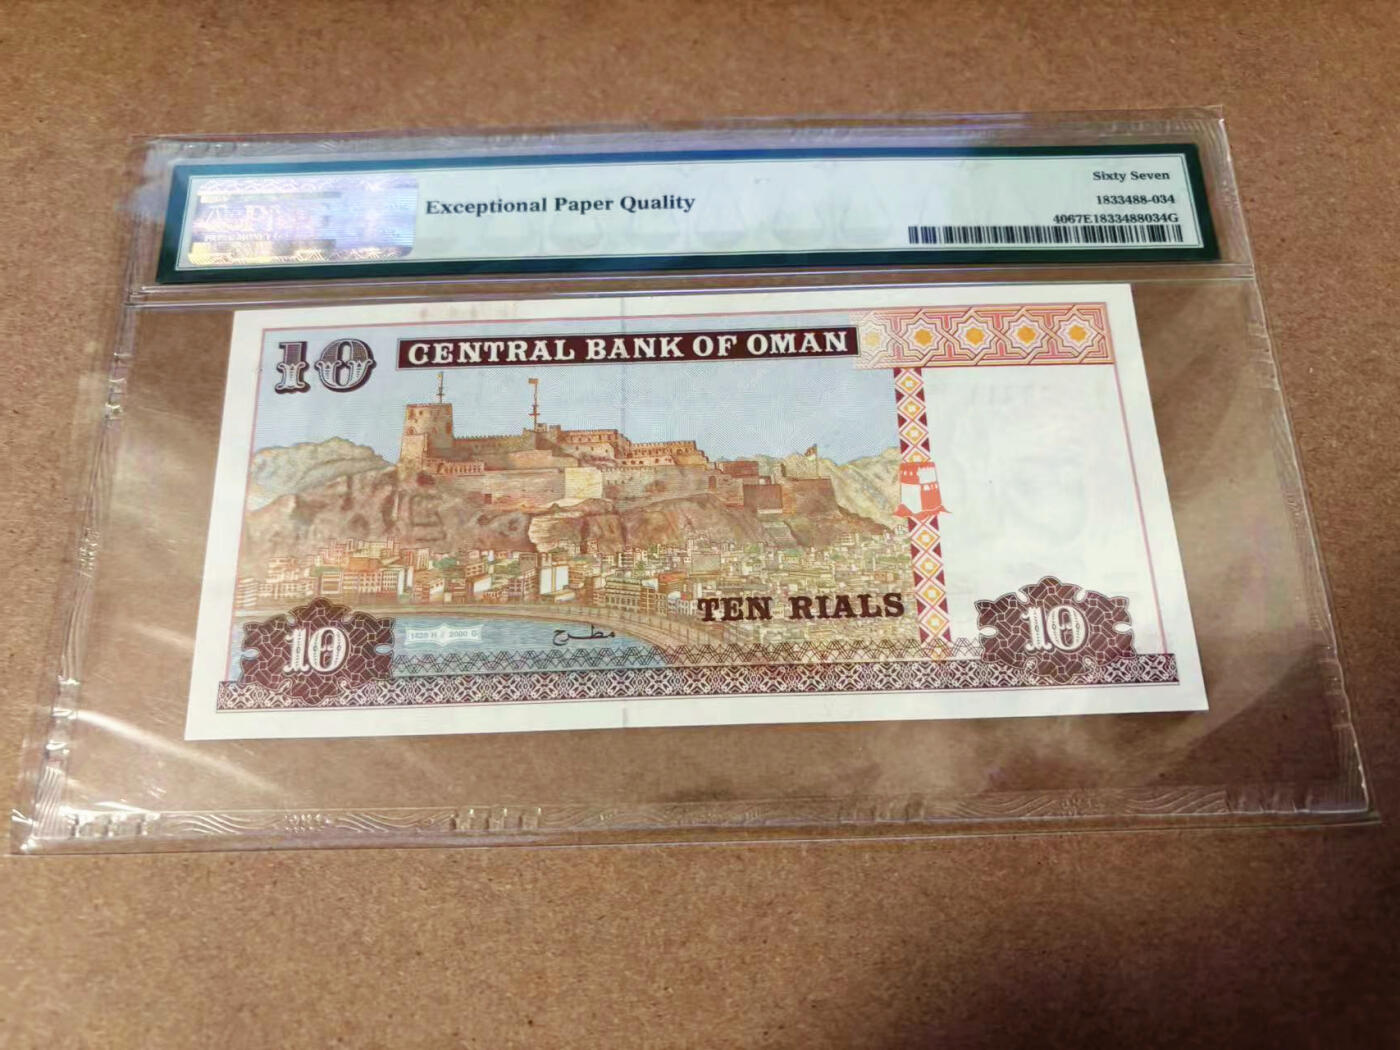 Exceptional Paper Quality
Sixty Seven
1833488-034
4067E1833488034G
10
CENTRAL BANK OF OMAN
TEN RIALS
10
1420 H // 2000 G
مطرح
10